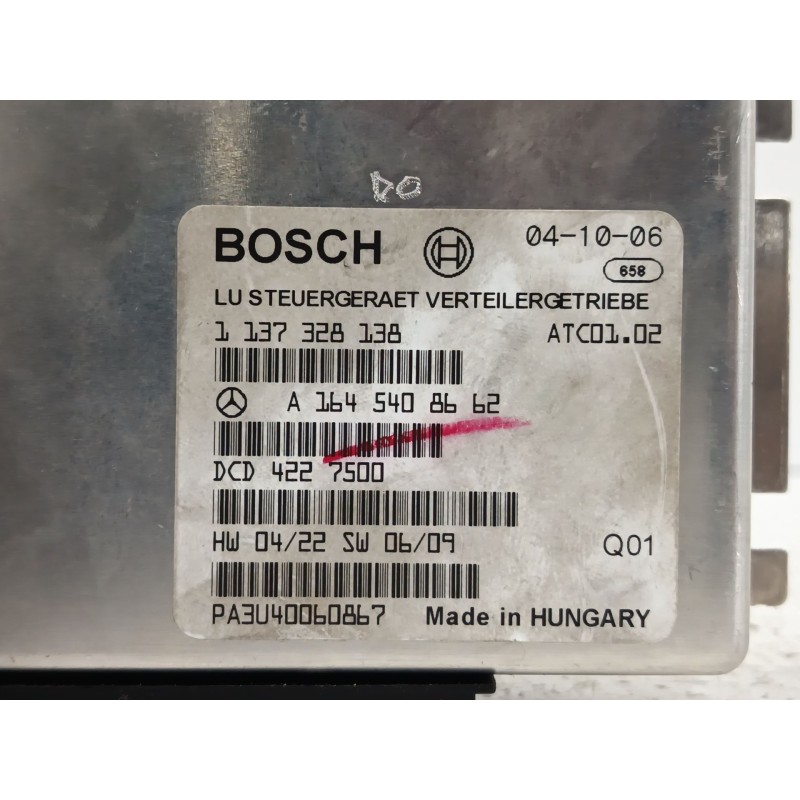 DO
BOSCH 04-10-06
658
LU STEUERGERAET VERTEILERGETRIEBE
1 137 328 138 ATC01.02
A 164 540 86 62
DCD 422 7500
HW 04/22 SW 06/09 Q01
PA3U40060867 Made in HUNGARY